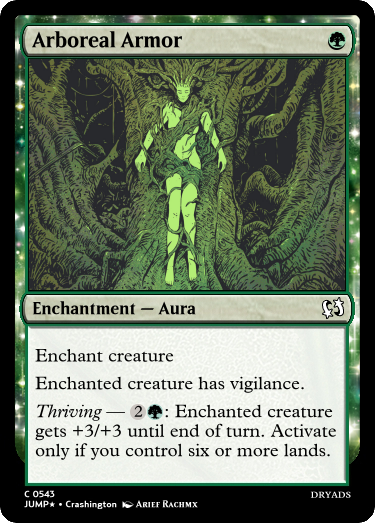 Arboreal Armor
Enchantment — Aura
Enchant creature
Enchanted creature has vigilance.
Thriving — 2: Enchanted creature
gets +3/+3 until end of turn. Activate
only if you control six or more lands.
C 0543
DRYADS
JUMP★ • Crashington Arief Rachmx